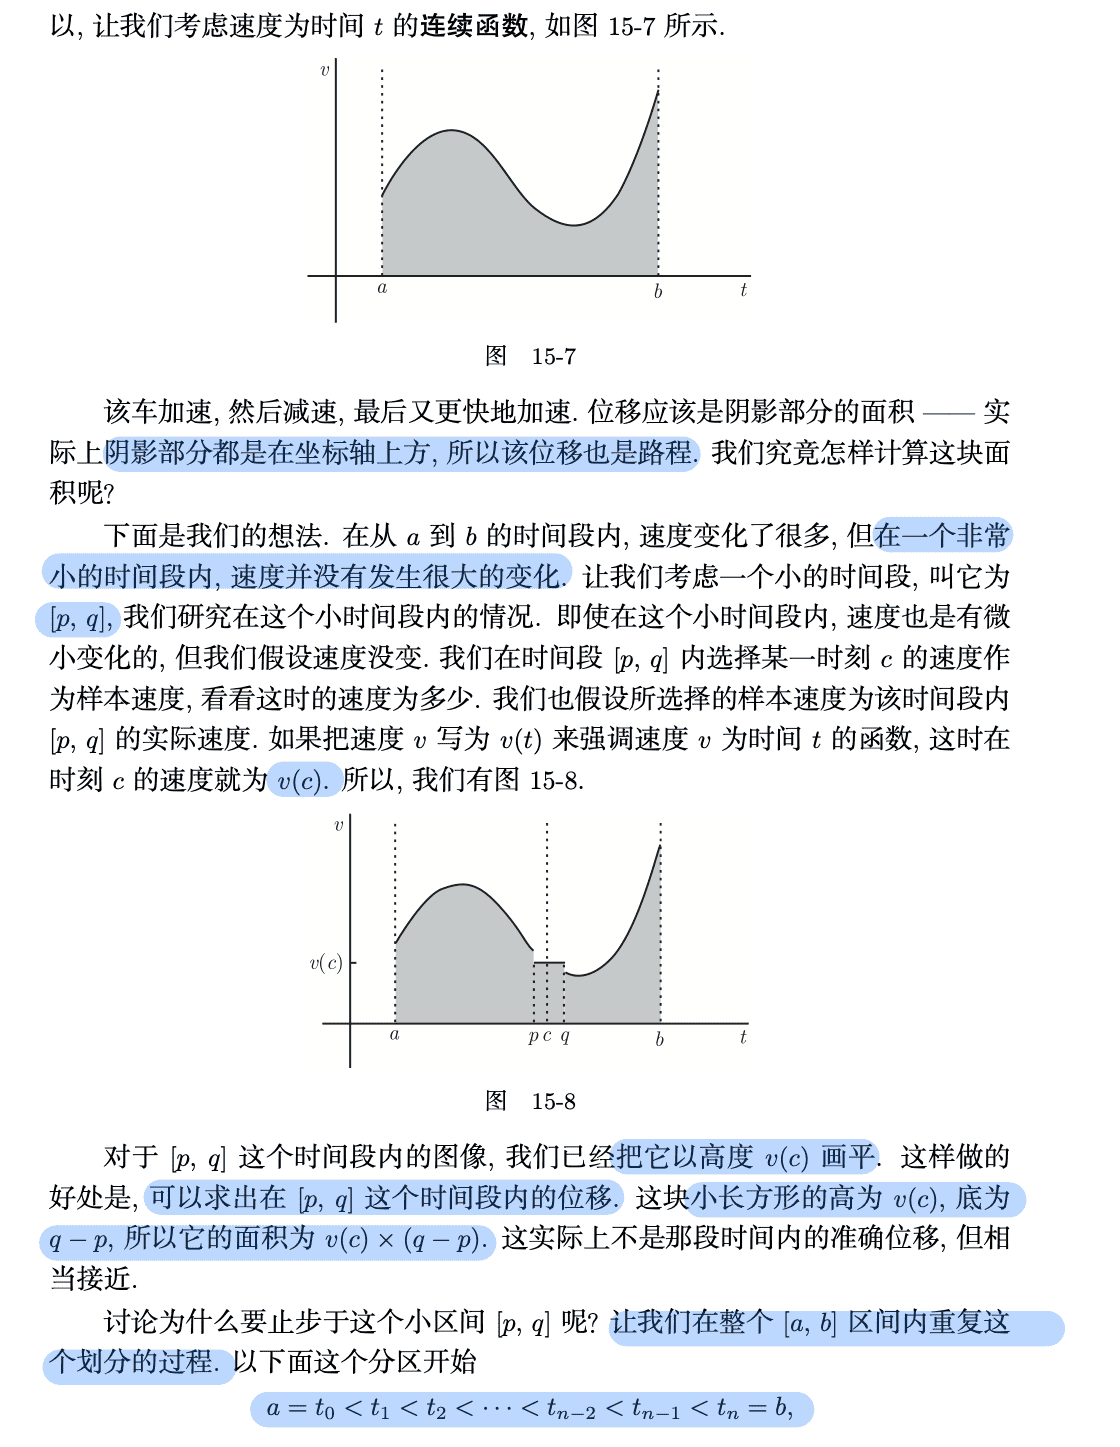 以, 让我们考虑速度为时间 t 的连续函数, 如图 15-7 所示.
v
a
b
t
图 15-7
该车加速, 然后减速, 最后又更快地加速. 位移应该是阴影部分的面积 —— 实
际上阴影部分都是在坐标轴上方, 所以该位移也是路程. 我们究竟怎样计算这块面
积呢?
下面是我们的想法. 在从 a 到 b 的时间段内, 速度变化了很多, 但在一个非常
小的时间段内, 速度并没有发生很大的变化. 让我们考虑一个小的时间段, 叫它为
[p, q], 我们研究在这个小时间段内的情况. 即使在这个小时间段内, 速度也是有微
小变化的, 但我们假设速度没变. 我们在时间段 [p, q] 内选择某一时刻 c 的速度作
为样本速度, 看看这时的速度为多少. 我们也假设所选择的样本速度为该时间段内
[p, q] 的实际速度. 如果把速度 v 写为 v(t) 来强调速度 v 为时间 t 的函数, 这时在
时刻 c 的速度就为 v(c). 所以, 我们有图 15-8.
v
v(c)
a
p c q
b
t
图 15-8
对于 [p, q] 这个时间段内的图像, 我们已经把它以高度 v(c) 画平. 这样做的
好处是, 可以求出在 [p, q] 这个时间段内的位移. 这块小长方形的高为 v(c), 底为
q − p, 所以它的面积为 v(c) × (q − p). 这实际上不是那段时间内的准确位移, 但相
当接近.
讨论为什么要止步于这个小区间 [p, q] 呢? 让我们在整个 [a, b] 区间内重复这
个划分的过程. 以下面这个分区开始
a = t₀ < t₁ < t₂ < ··· < tₙ₋₂ < tₙ₋₁ < tₙ = b,